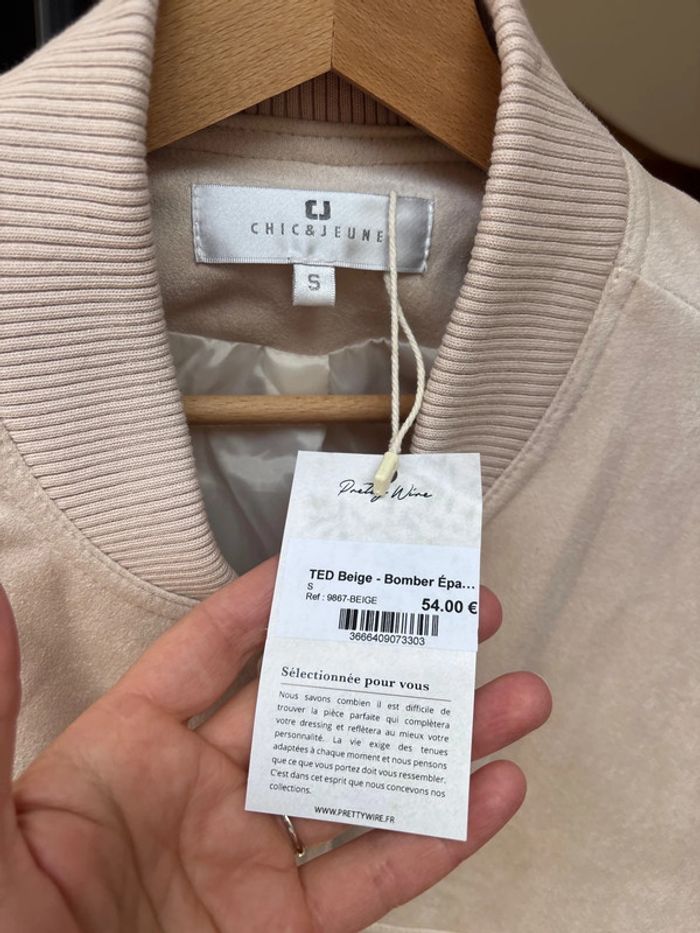 CJ
CHIC&JEUNE
S
Pretty Wire
TED Beige - Bomber Épa...
S
Ref : 9867-BEIGE
54.00 €
3666409073303
Sélectionnée pour vous
Nous savons combien il est difficile de
trouver la pièce parfaite qui complètera
votre dressing et reflètera au mieux votre
personnalité. La vie exige des tenues
adaptées à chaque moment et nous pensons
que ce que vous portez doit vous ressembler.
C'est dans cet esprit que nous concevons nos
collections.
WWW.PRETTYWIRE.FR